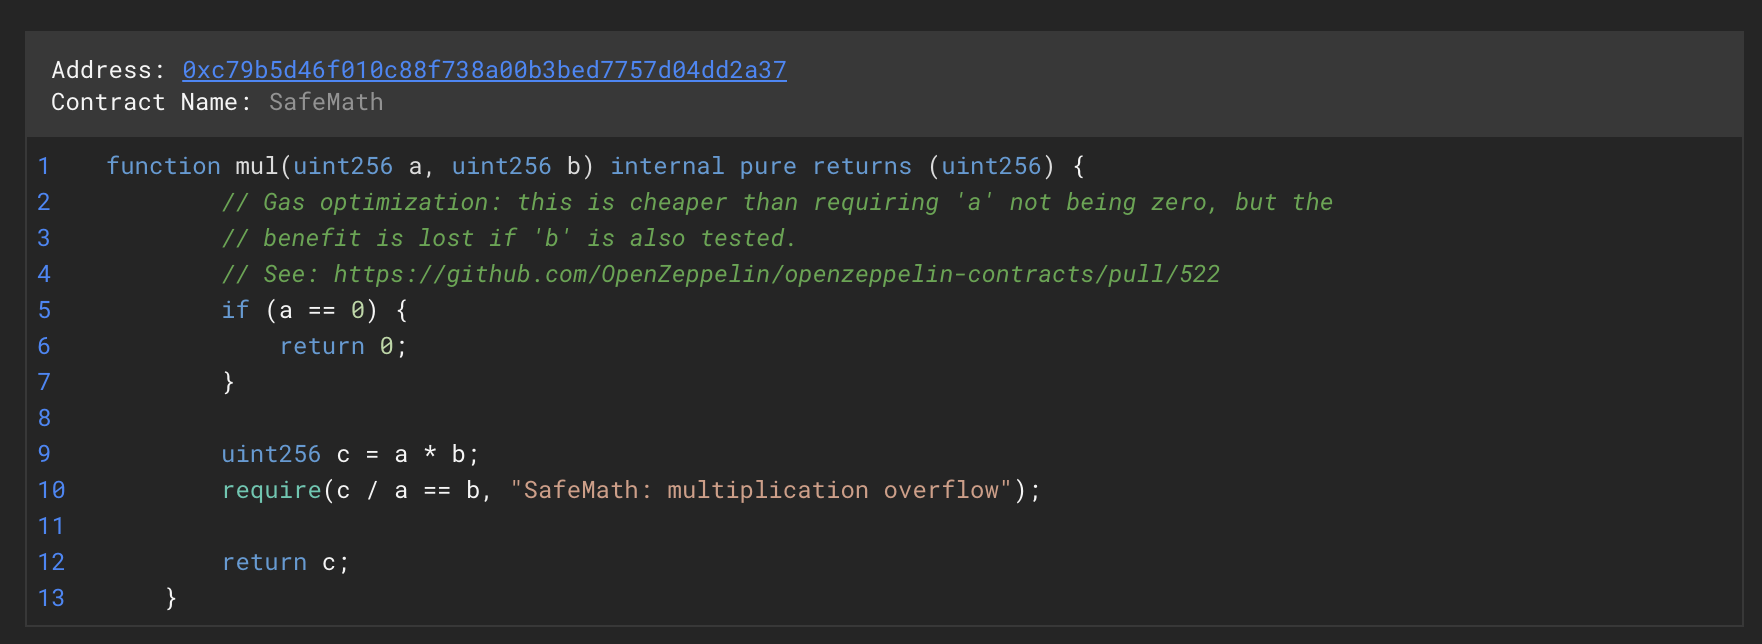 Address: 0xc79b5d46f010c88f738a00b3bed7757d04dd2a37
Contract Name: SafeMath
1 function mul(uint256 a, uint256 b) internal pure returns (uint256) {
2 // Gas optimization: this is cheaper than requiring 'a' not being zero, but the
3 // benefit is lost if 'b' is also tested.
4 // See: https://github.com/OpenZeppelin/openzeppelin-contracts/pull/522
5 if (a == 0) {
6 return 0;
7 }
8
9 uint256 c = a * b;
10 require(c / a == b, "SafeMath: multiplication overflow");
11
12 return c;
13 }